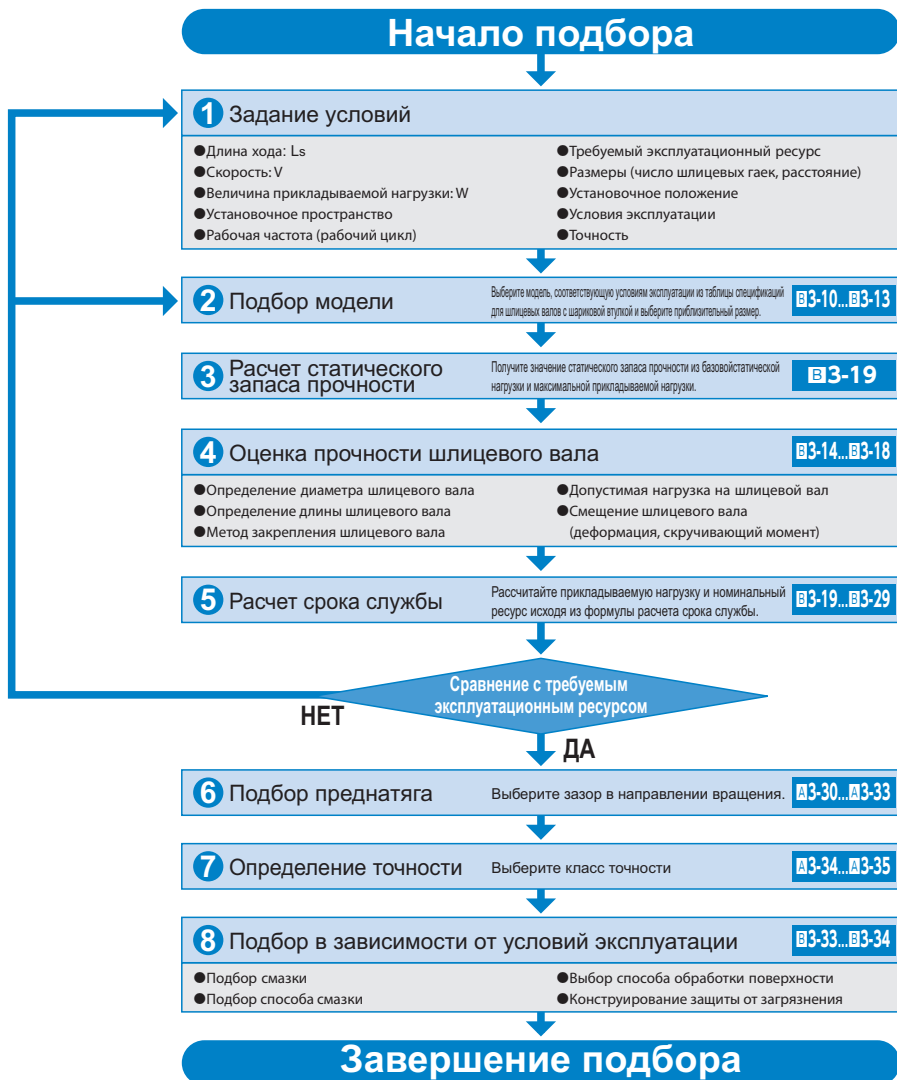 Начало подбора
1 Задание условий
●Длина хода: Ls
●Скорость: V
●Величина прикладываемой нагрузки: W
●Установочное пространство
●Рабочая частота (рабочий цикл)
●Требуемый эксплуатационный ресурс
●Размеры (число шлицевых гаек, расстояние)
●Установочное положение
●Условия эксплуатации
●Точность
2 Подбор модели
Выберите модель, соответствующую условиям эксплуатации из таблицы спецификаций
для шлицевых валов с шариковой втулкой и выберите приблизительный размер.
B3-10...B3-13
3 Расчет статического
запаса прочности
Получите значение статического запаса прочности из базовойстатической
нагрузки и максимальной прикладываемой нагрузки.
B3-19
4 Оценка прочности шлицевого вала
B3-14...B3-18
●Определение диаметра шлицевого вала
●Определение длины шлицевого вала
●Метод закрепления шлицевого вала
●Допустимая нагрузка на шлицевой вал
●Смещение шлицевого вала
(деформация, скручивающий момент)
5 Расчет срока службы
Рассчитайте прикладываемую нагрузку и номинальный
ресурс исходя из формулы расчета срока службы.
B3-19...B3-29
Сравнение с требуемым
эксплуатационным ресурсом
НЕТ
ДА
6 Подбор преднатяга
Выберите зазор в направлении вращения.
A3-30...A3-33
7 Определение точности
Выберите класс точности
A3-34...A3-35
8 Подбор в зависимости от условий эксплуатации
B3-33...B3-34
●Подбор смазки
●Подбор способа смазки
●Выбор способа обработки поверхности
●Конструирование защиты от загрязнения
Завершение подбора